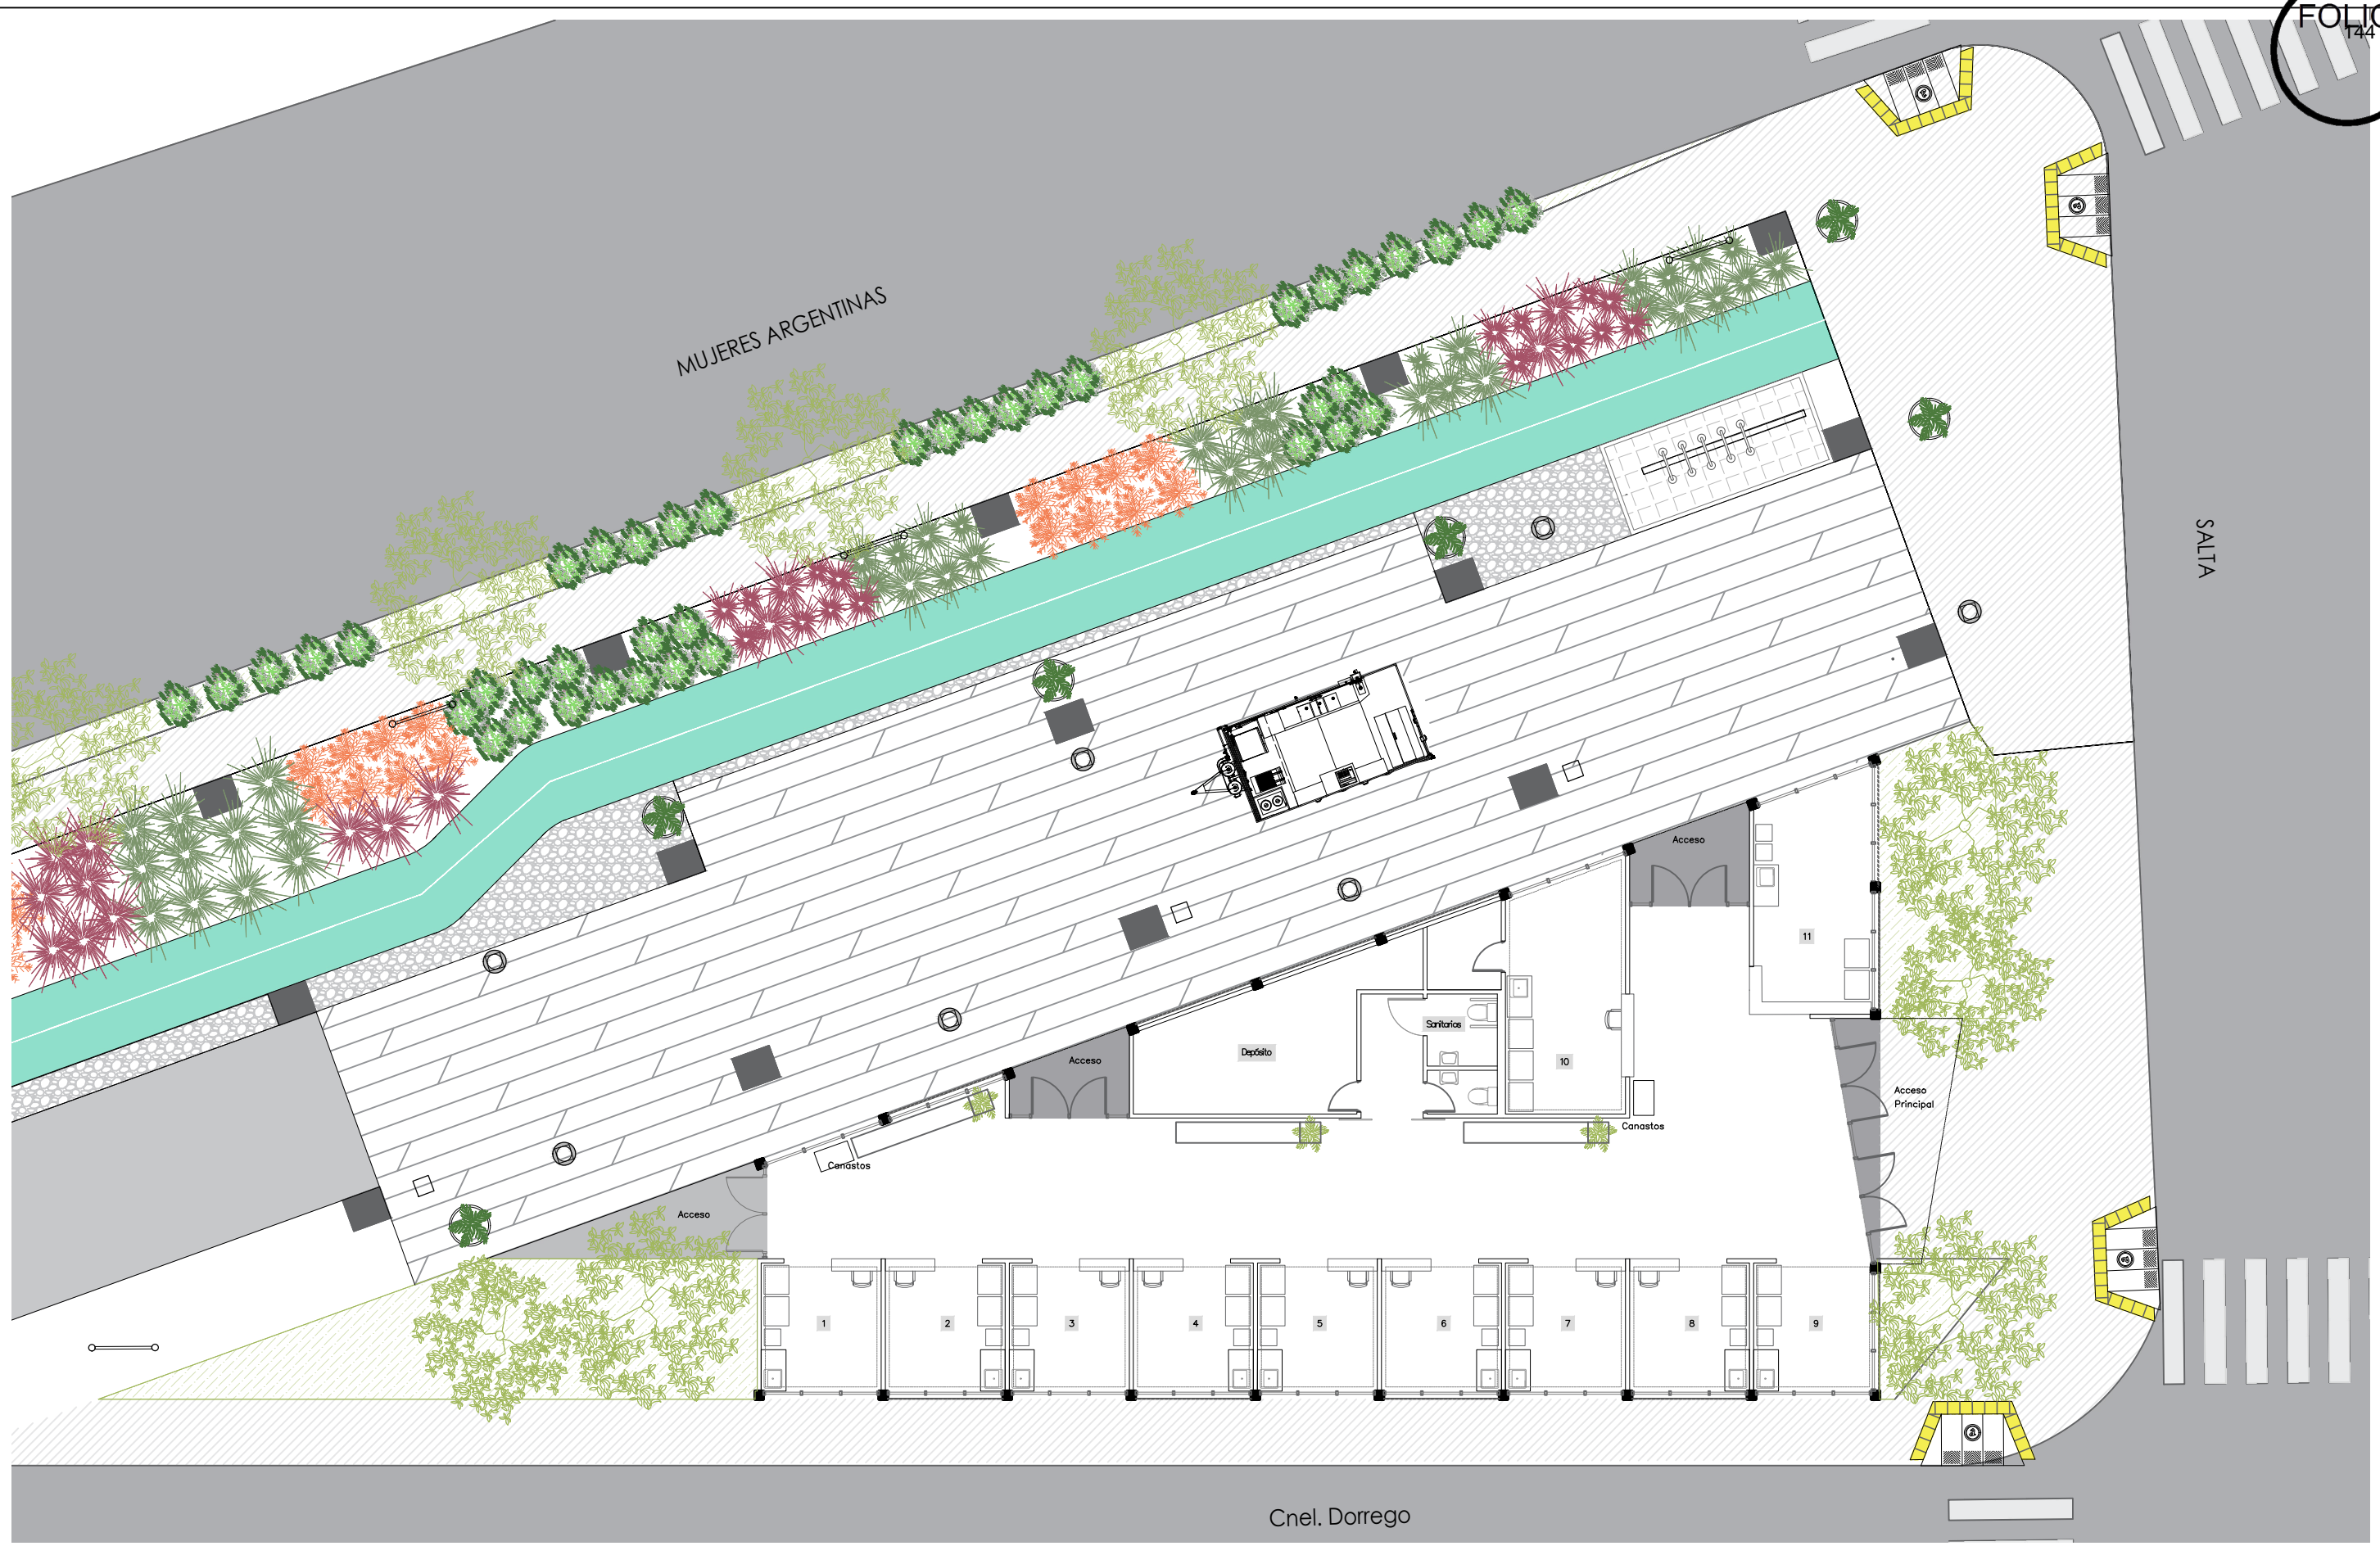 FOLIO
144
MUJERES ARGENTINAS
SALTA
Acceso
11
Sanitarios
Depósito
10
Acceso
Acceso
Principal
Canastos
Canastos
Acceso
1
2
3
4
5
6
7
8
9
Cnel. Dorrego